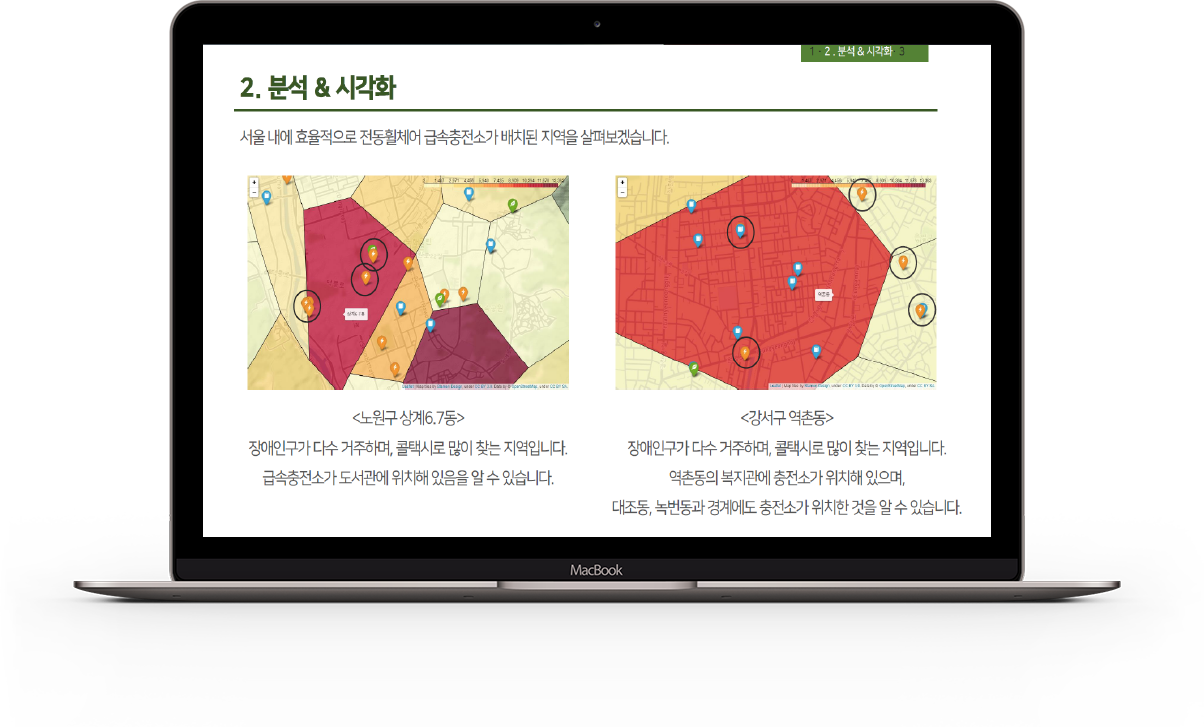 1 - 2 . 분석 & 시각화 3
2. 분석 & 시각화
서울 내에 효율적으로 전동휠체어 급속충전소가 배치된 지역을 살펴보겠습니다.
+
−
+
−
역촌동
<노원구 상계6.7동>
장애인구가 다수 거주하며, 콜택시로 많이 찾는 지역입니다.
급속충전소가 도서관에 위치해 있음을 알 수 있습니다.
<강서구 역촌동>
장애인구가 다수 거주하며, 콜택시로 많이 찾는 지역입니다.
역촌동의 복지관에 충전소가 위치해 있으며,
대조동, 녹번동과 경계에도 충전소가 위치한 것을 알 수 있습니다.
MacBook